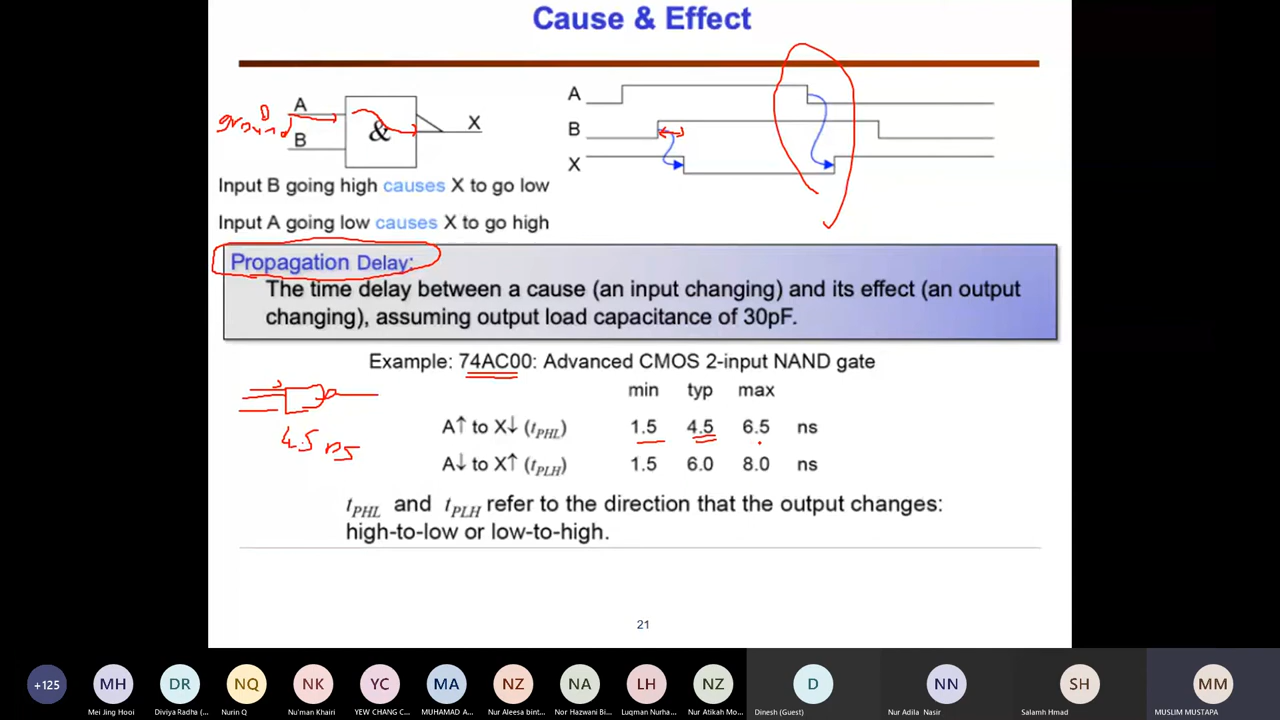 Cause & Effect
A
B
&
X
ground
A
B
X
Input B going high causes X to go low
Input A going low causes X to go high
Propagation Delay:
The time delay between a cause (an input changing) and its effect (an output
changing), assuming output load capacitance of 30pF.
Example: 74AC00: Advanced CMOS 2-input NAND gate
min typ max
A↑ to X↓ (tPHL) 1.5 4.5 6.5 ns
A↓ to X↑ (tPLH) 1.5 6.0 8.0 ns
4.5 ns
tPHL and tPLH refer to the direction that the output changes:
high-to-low or low-to-high.
21
+125 MH DR NQ NK YC MA NZ NA LH NZ D NN SH MM
Mei Jing Hooi Diviya Radha (... Nurin Q Nu'man Khairi YEW CHANG C... MUHAMAD A... Nur Aleesa bint... Nor Hazwani Bi... Luqman Nurha... Nur Atikah Mo... Dinesh (Guest) Nur Adila Nasir Salamh Hmad MUSLIM MUSTAPA